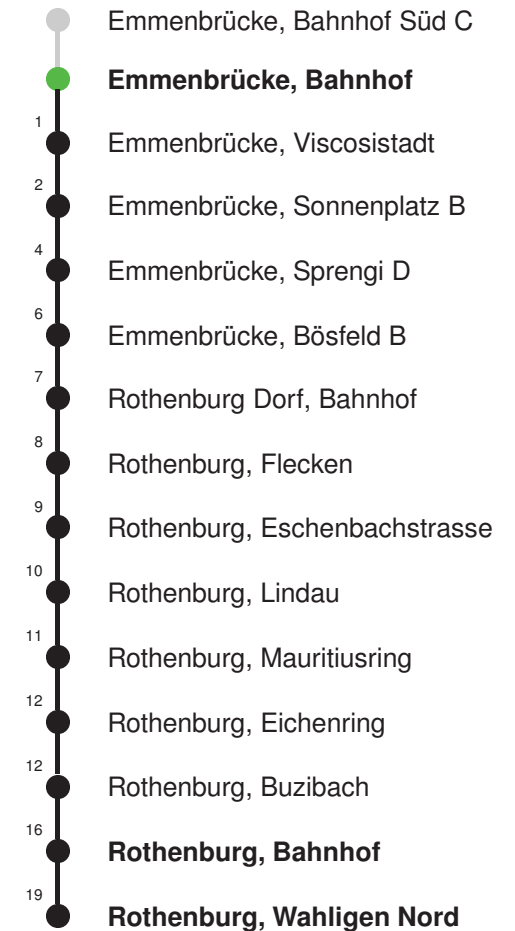 Emmenbrücke, Bahnhof Süd C
Emmenbrücke, Bahnhof
1 Emmenbrücke, Viscosistadt
2 Emmenbrücke, Sonnenplatz B
4 Emmenbrücke, Sprengi D
6 Emmenbrücke, Bösfeld B
7 Rothenburg Dorf, Bahnhof
8 Rothenburg, Flecken
9 Rothenburg, Eschenbachstrasse
10 Rothenburg, Lindau
11 Rothenburg, Mauritiusring
12 Rothenburg, Eichenring
12 Rothenburg, Buzibach
16 Rothenburg, Bahnhof
19 Rothenburg, Wahligen Nord